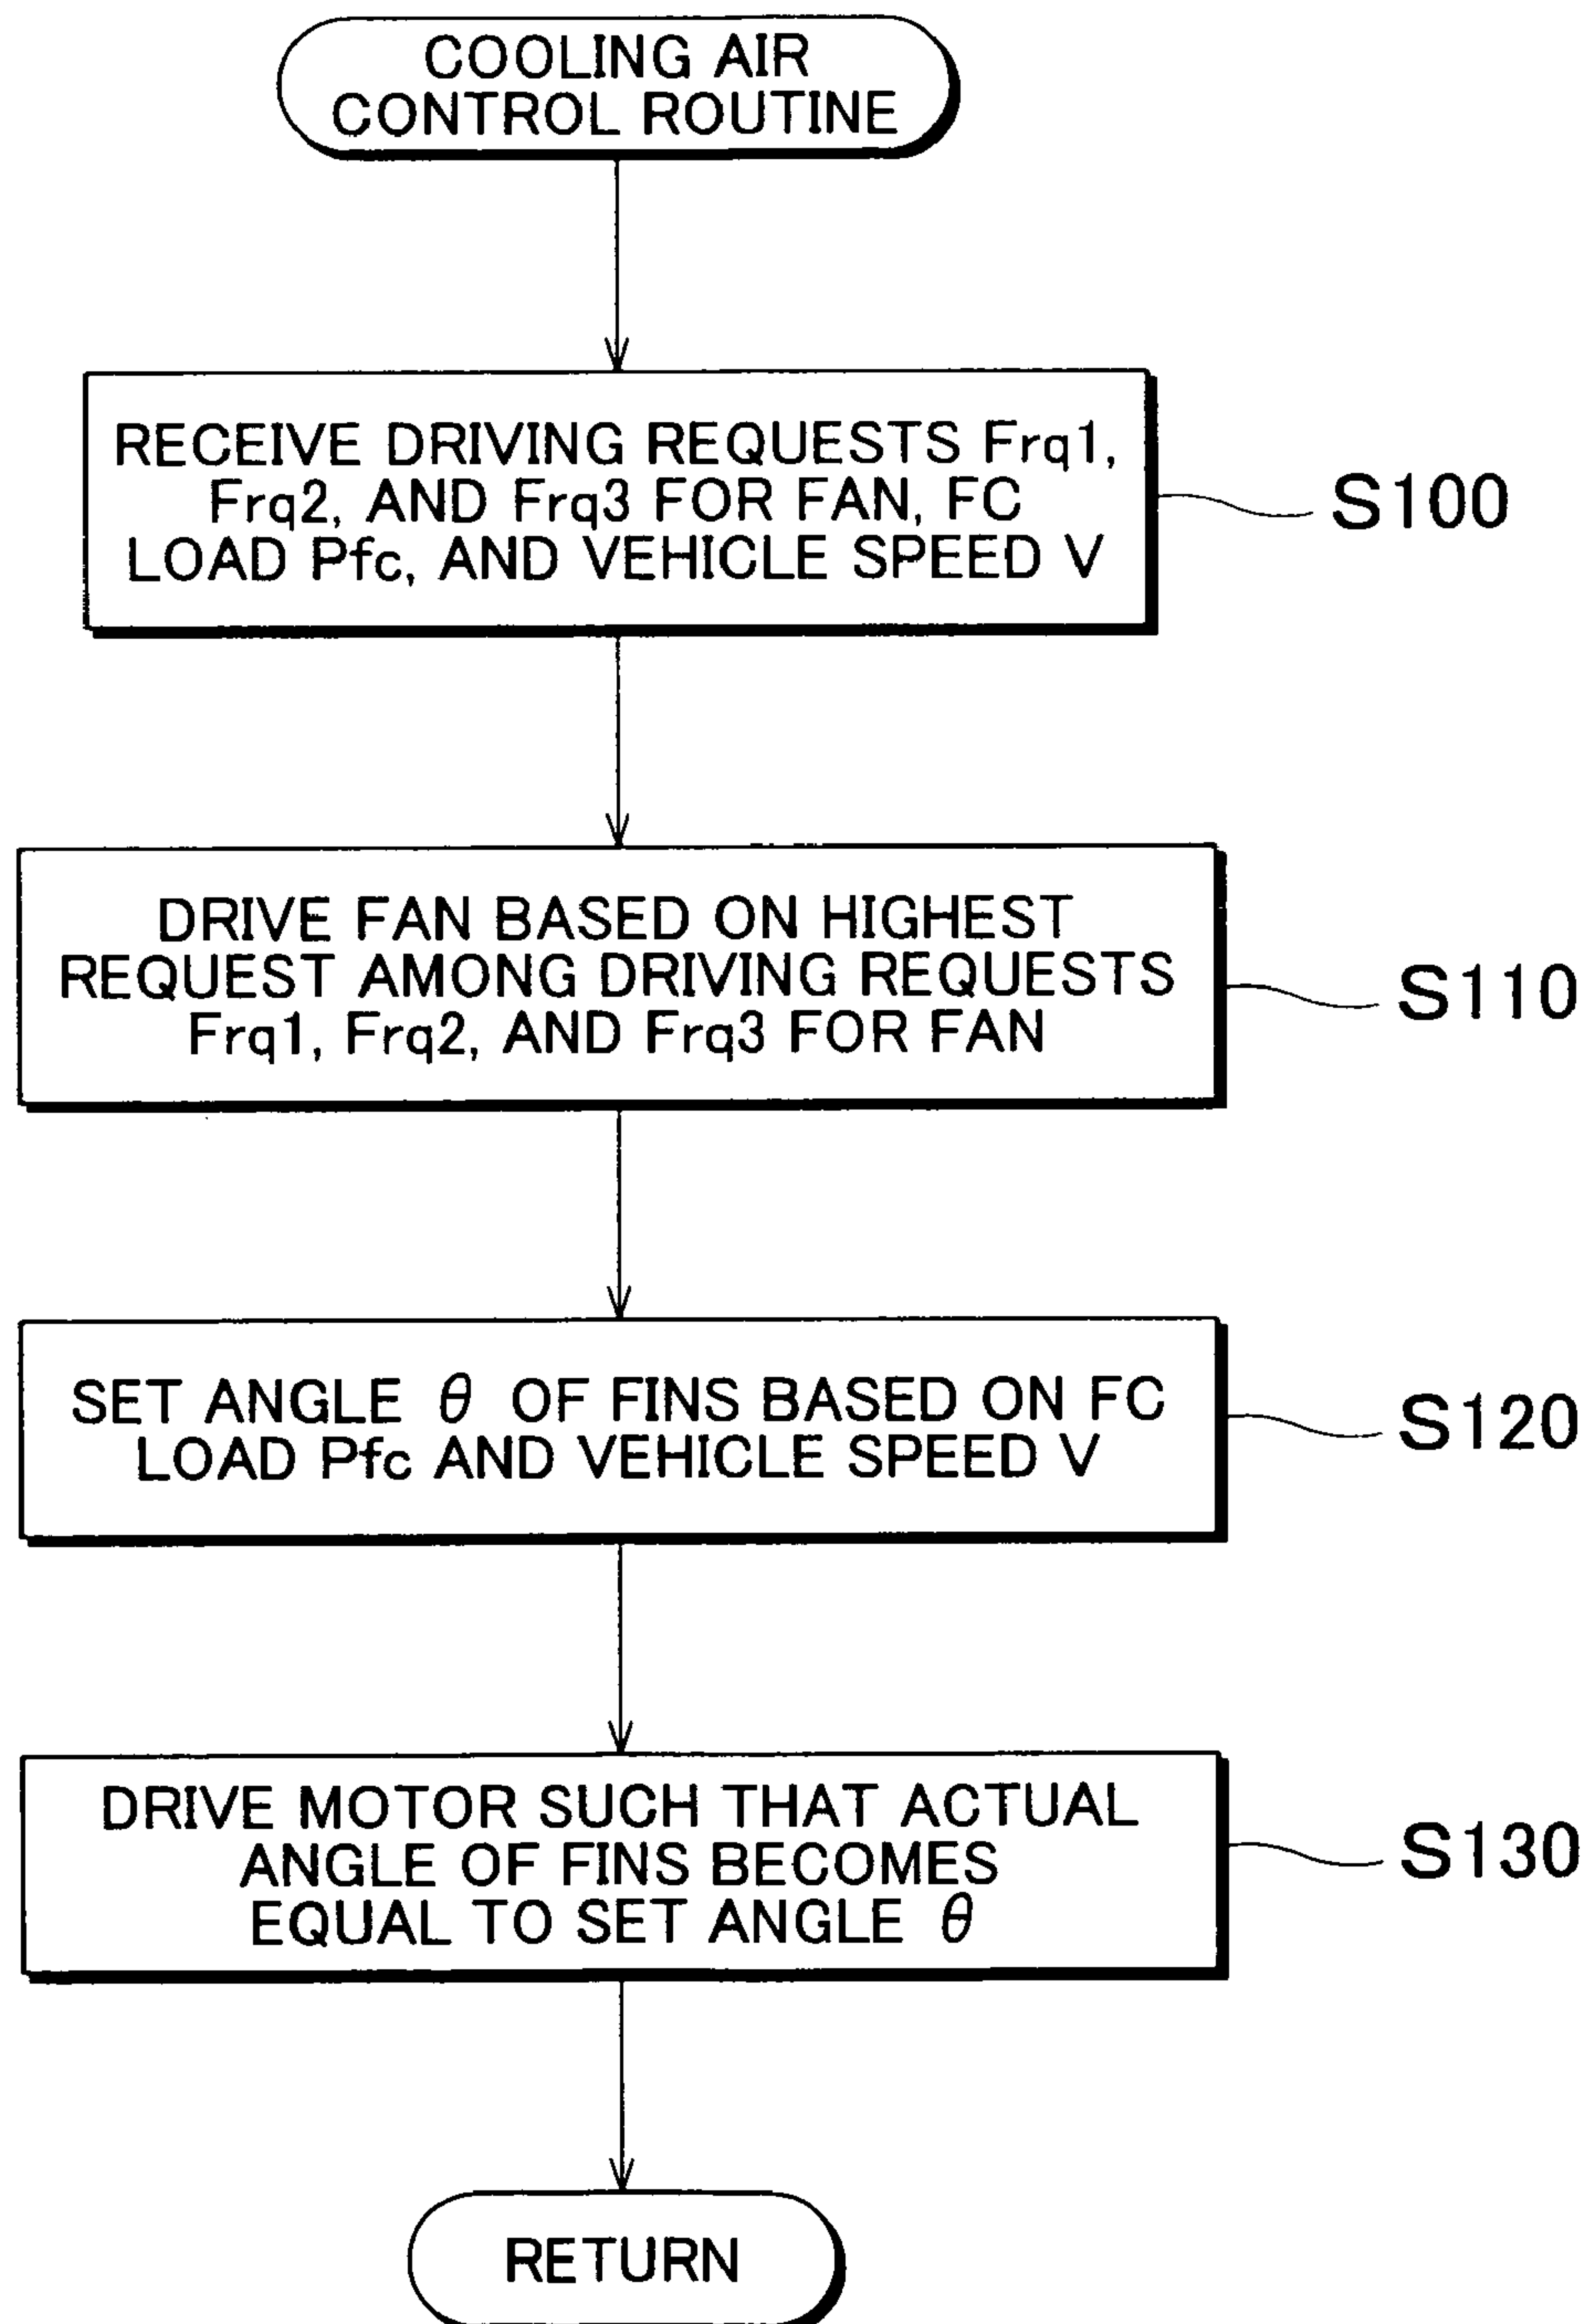 COOLING AIR
CONTROL ROUTINE
RECEIVE DRIVING REQUESTS Frq1,
Frq2, AND Frq3 FOR FAN, FC
LOAD Pfc, AND VEHICLE SPEED V
S100
DRIVE FAN BASED ON HIGHEST
REQUEST AMONG DRIVING REQUESTS
Frq1, Frq2, AND Frq3 FOR FAN
S110
SET ANGLE θ OF FINS BASED ON FC
LOAD Pfc AND VEHICLE SPEED V
S120
DRIVE MOTOR SUCH THAT ACTUAL
ANGLE OF FINS BECOMES
EQUAL TO SET ANGLE θ
S130
RETURN